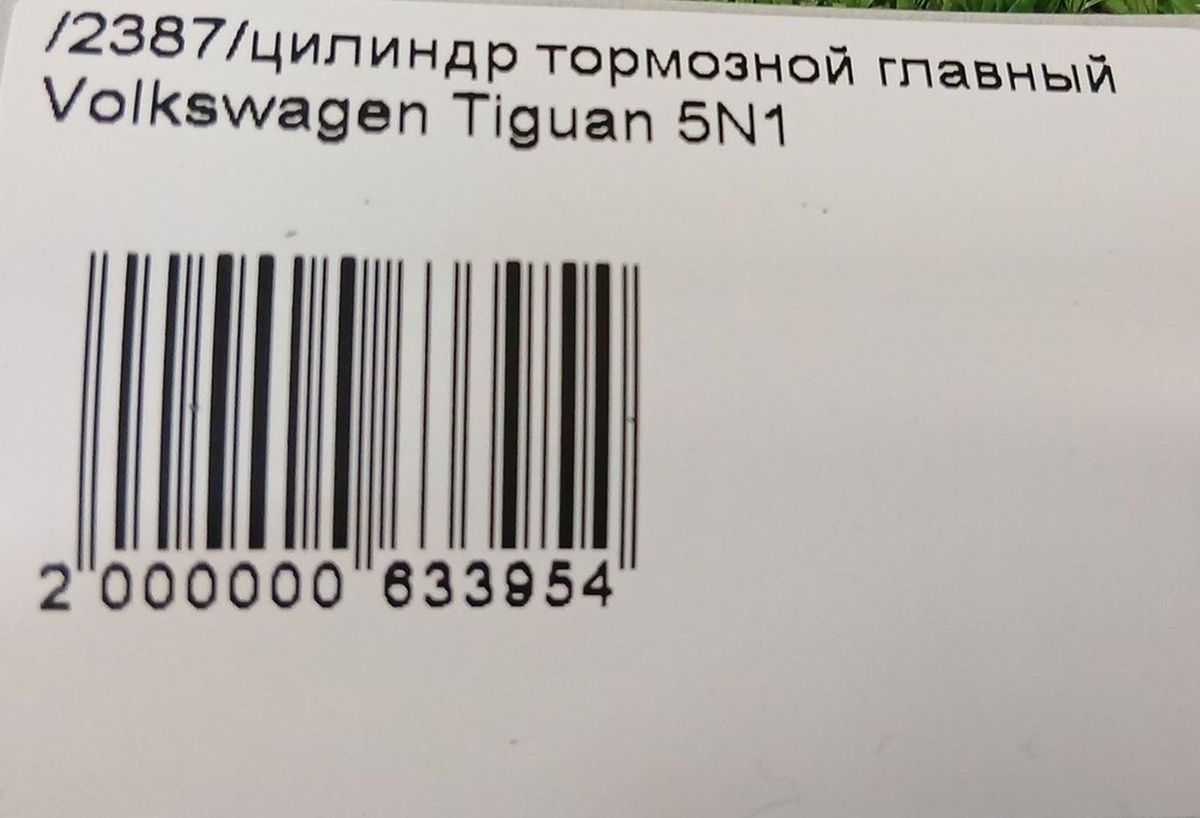 /2387/цилиндр тормозной главный
Volkswagen Tiguan 5N1
2 000000 633954